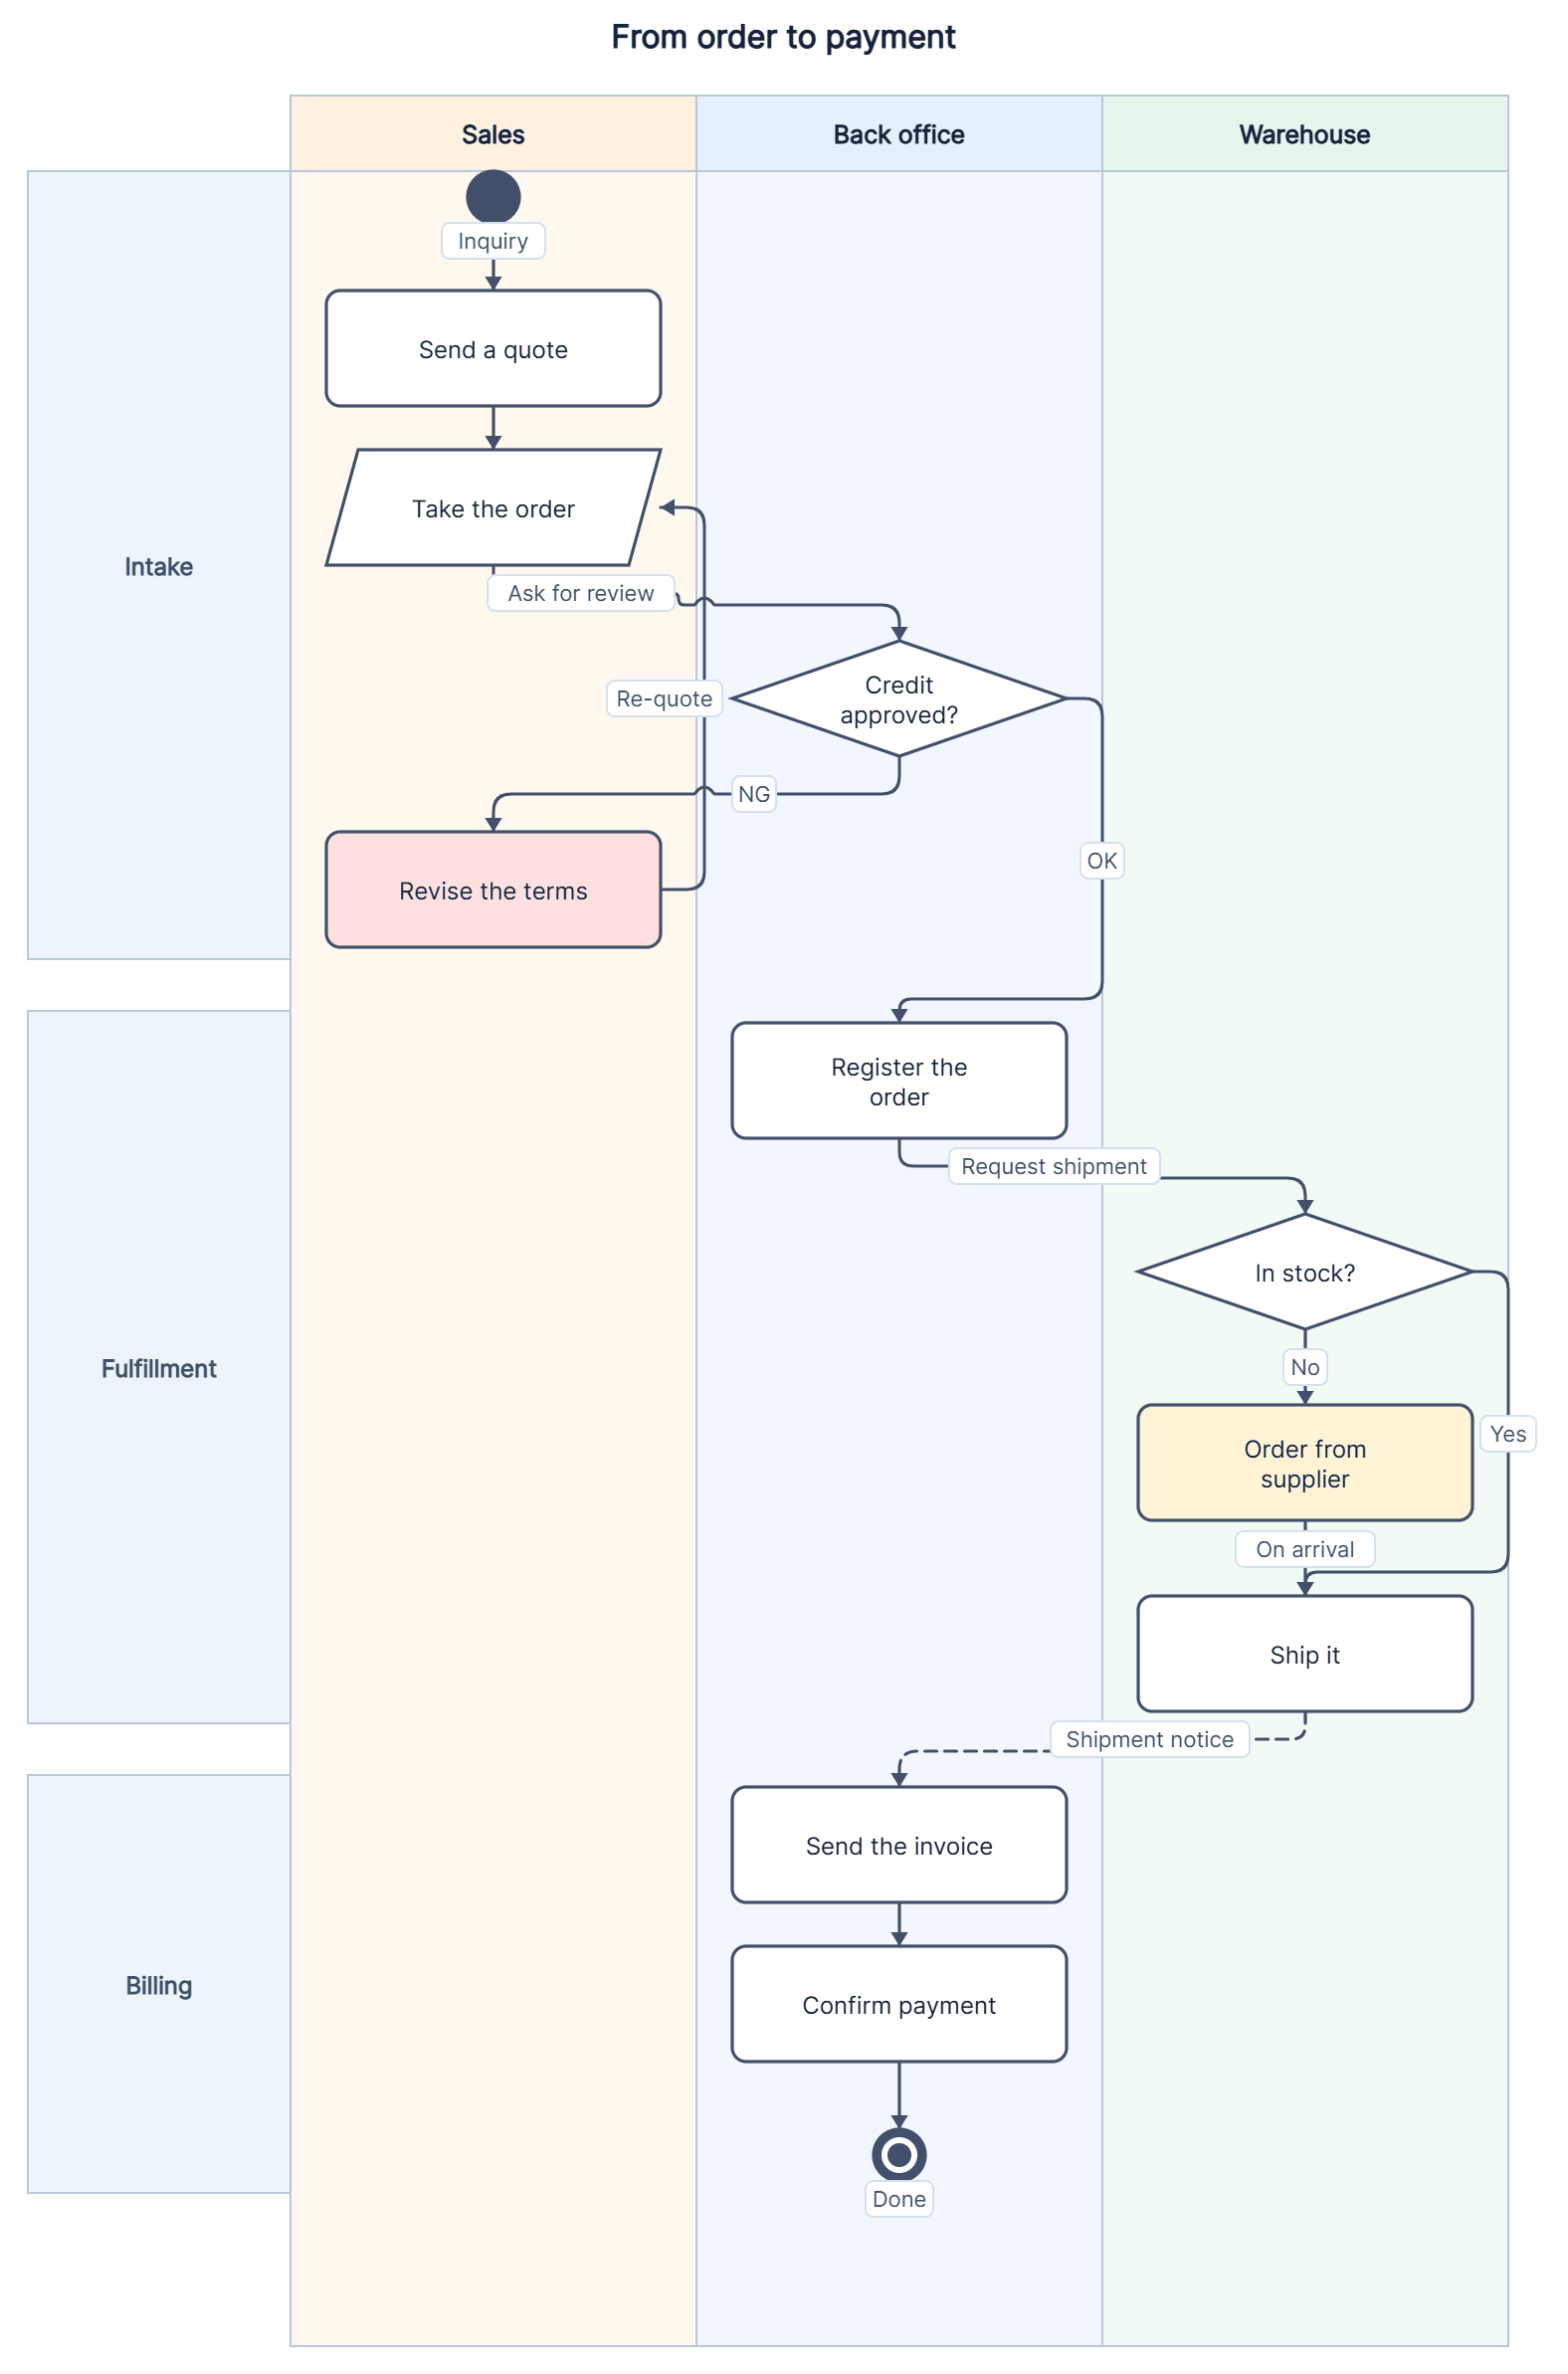 From order to payment
Sales
Back office
Warehouse
Inquiry
Send a quote
Take the order
Intake
Ask for review
Credit
approved?
Re-quote
NG
OK
Revise the terms
Register the
order
Request shipment
In stock?
Fulfillment
No
Yes
Order from
supplier
On arrival
Ship it
Shipment notice
Send the invoice
Billing
Confirm payment
Done